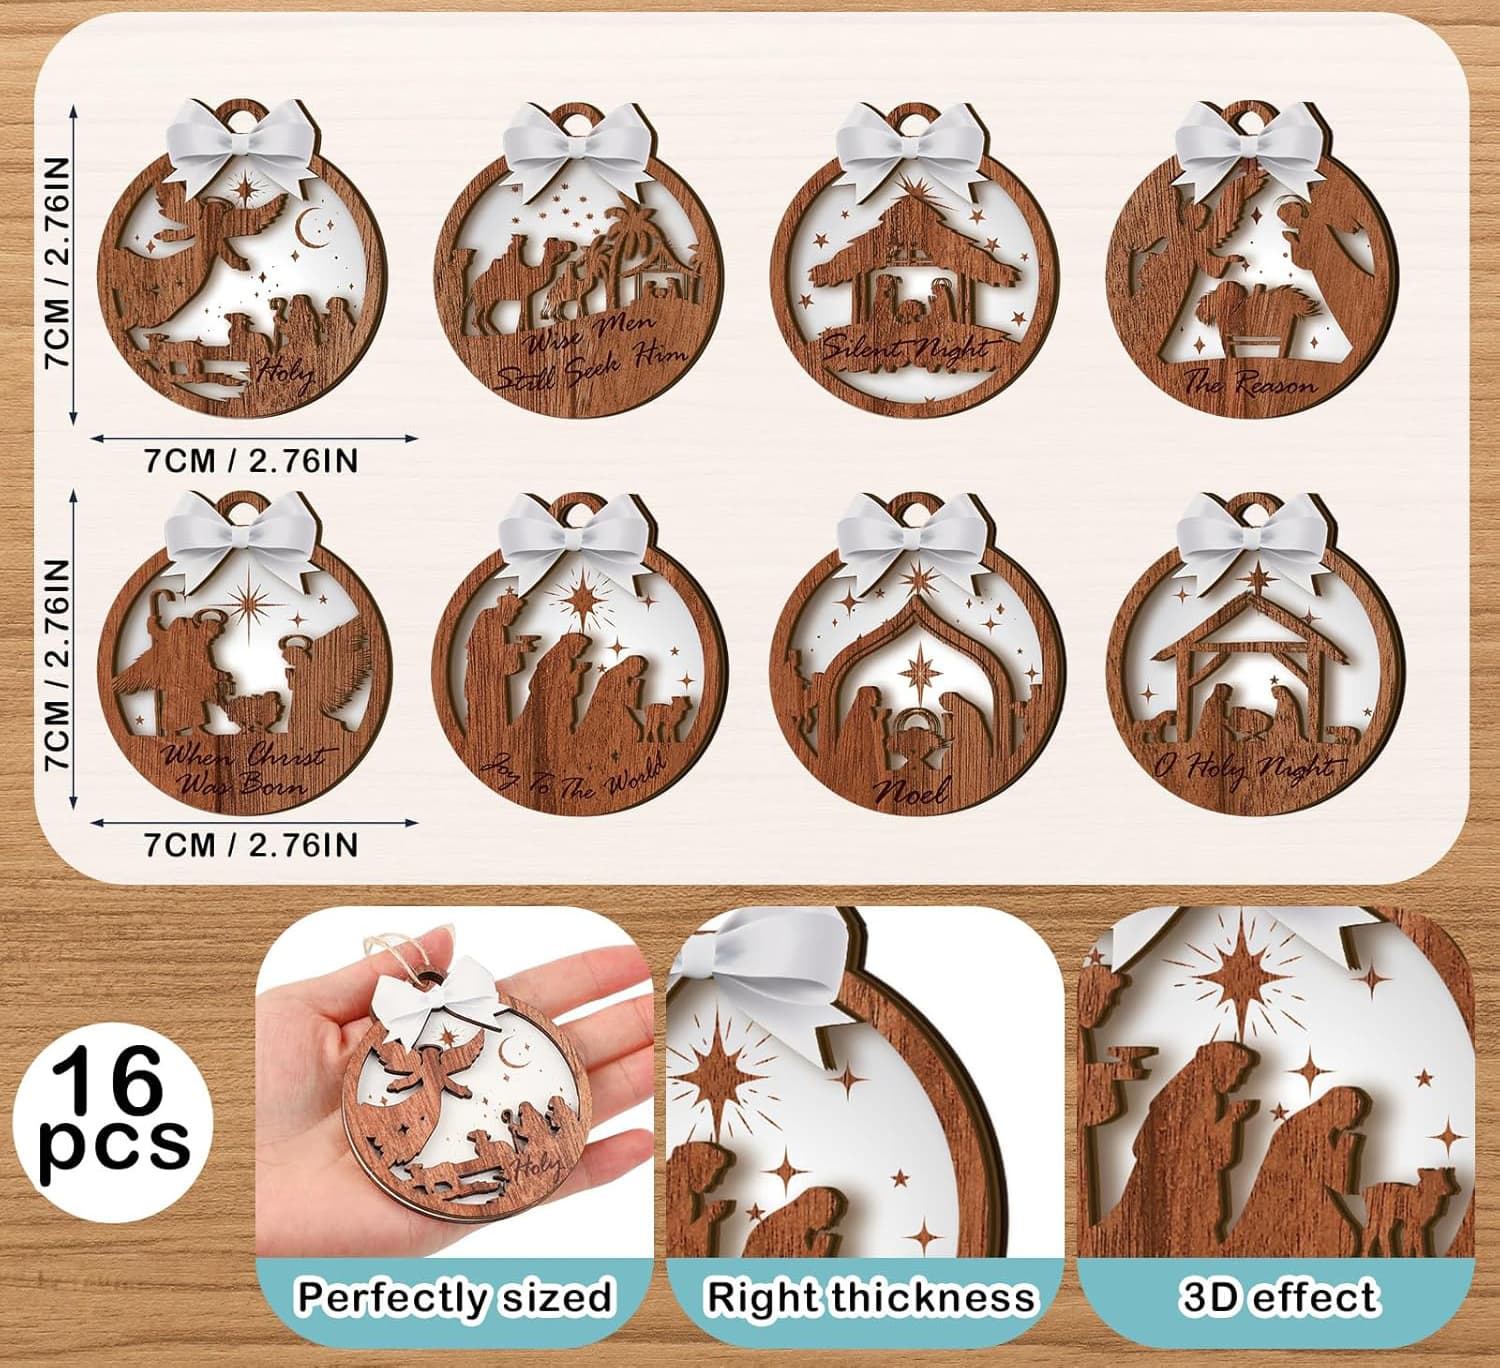 7CM / 2.76IN
Holy
Wise Men
Still Seek Him
Silent Night
The Reason
7CM / 2.76IN
7CM / 2.76IN
When Christ
Was Born
Joy To The World
Noel
O Holy Night
7CM / 2.76IN
16
pcs
Holy
Perfectly sized
Right thickness
3D effect